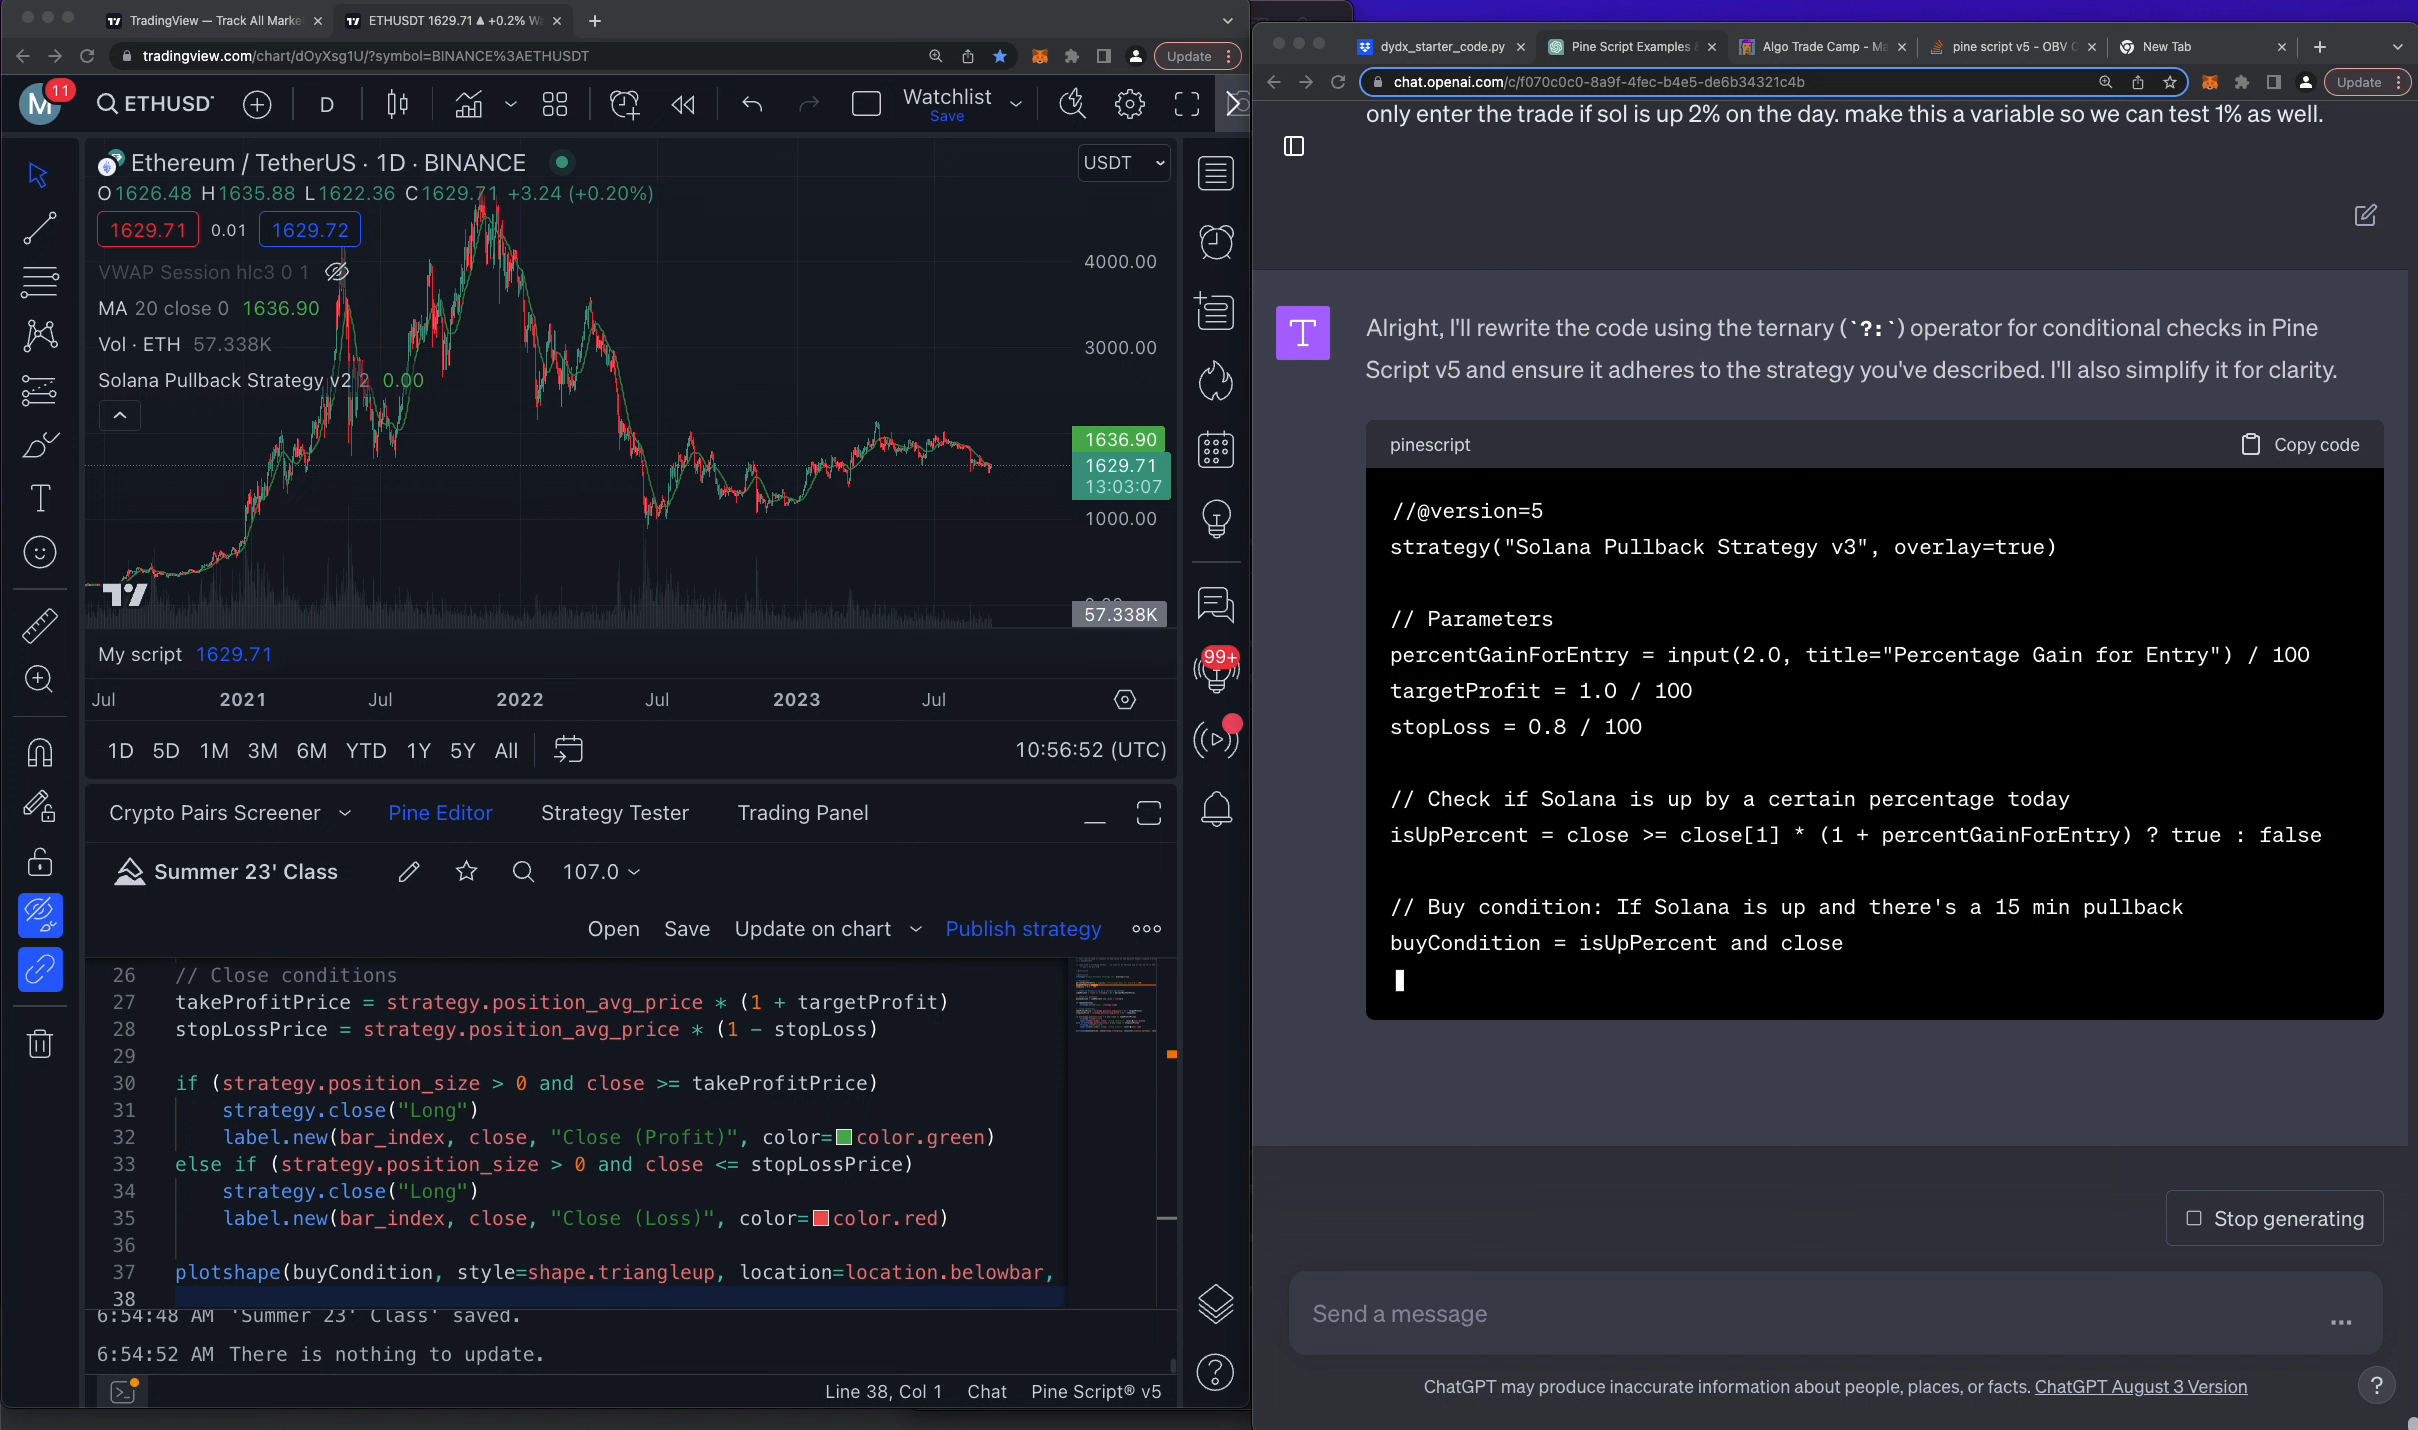 TradingView — Track All Marke
ETHUSDT 1629.71 ▲ +0.2% W
tradingview.com/chart/dOyXsg1U/?symbol=BINANCE%3AETHUSDT
Update
M
11
ETHUSD
D
Watchlist
Save
Ethereum / TetherUS · 1D · BINANCE
USDT
O1626.48 H1635.88 L1622.36 C1629.71 +3.24 (+0.20%)
1629.71 0.01 1629.72
VWAP Session hlc3 0 1
MA 20 close 0 1636.90
Vol · ETH 57.338K
Solana Pullback Strategy v2 2 0.00
4000.00
3000.00
1636.90
1629.71
13:03:07
1000.00
57.338K
My script 1629.71
Jul 2021 Jul 2022 Jul 2023 Jul
1D 5D 1M 3M 6M YTD 1Y 5Y All
10:56:52 (UTC)
99+
Crypto Pairs Screener Pine Editor Strategy Tester Trading Panel
Summer 23' Class
107.0
Open Save Update on chart Publish strategy
26 // Close conditions
27 takeProfitPrice = strategy.position_avg_price * (1 + targetProfit)
28 stopLossPrice = strategy.position_avg_price * (1 - stopLoss)
29
30 if (strategy.position_size > 0 and close >= takeProfitPrice)
31 strategy.close("Long")
32 label.new(bar_index, close, "Close (Profit)", color=color.green)
33 else if (strategy.position_size > 0 and close <= stopLossPrice)
34 strategy.close("Long")
35 label.new(bar_index, close, "Close (Loss)", color=color.red)
36
37 plotshape(buyCondition, style=shape.triangleup, location=location.belowbar,
38
6:54:48 AM 'Summer 23' Class' saved.
6:54:52 AM There is nothing to update.
Line 38, Col 1 Chat Pine Script® v5
dydx_starter_code.py
Pine Script Examples
Algo Trade Camp - Ma
pine script v5 - OBV
New Tab
chat.openai.com/c/f070c0c0-8a9f-4fec-b4e5-de6b34321c4b
Update
only enter the trade if sol is up 2% on the day. make this a variable so we can test 1% as well.
T
Alright, I'll rewrite the code using the ternary (`?:`) operator for conditional checks in Pine
Script v5 and ensure it adheres to the strategy you've described. I'll also simplify it for clarity.
pinescript
Copy code
//@version=5
strategy("Solana Pullback Strategy v3", overlay=true)
// Parameters
percentGainForEntry = input(2.0, title="Percentage Gain for Entry") / 100
targetProfit = 1.0 / 100
stopLoss = 0.8 / 100
// Check if Solana is up by a certain percentage today
isUpPercent = close >= close[1] * (1 + percentGainForEntry) ? true : false
// Buy condition: If Solana is up and there's a 15 min pullback
buyCondition = isUpPercent and close
Stop generating
Send a message
ChatGPT may produce inaccurate information about people, places, or facts. ChatGPT August 3 Version
?